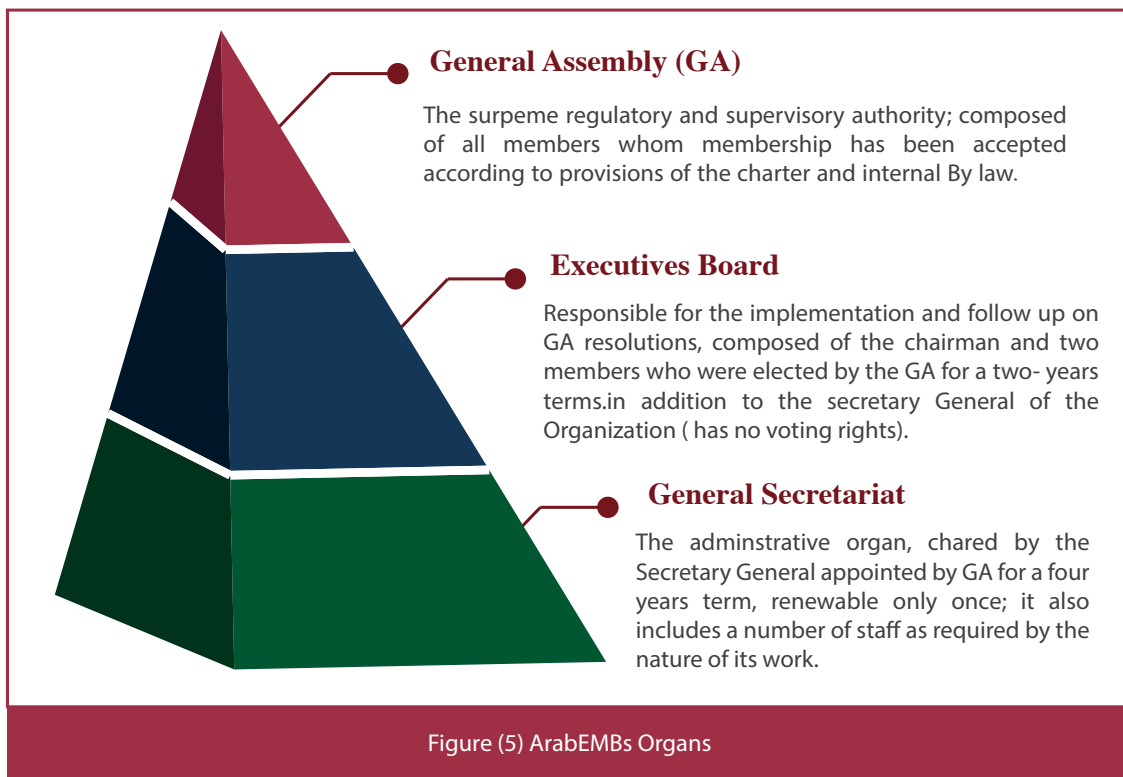 General Assembly (GA)
The surpeme regulatory and supervisory authority; composed
of all members whom membership has been accepted
according to provisions of the charter and internal By law.
Executives Board
Responsible for the implementation and follow up on
GA resolutions, composed of the chairman and two
members who were elected by the GA for a two- years
terms.in addition to the secretary General of the
Organization ( has no voting rights).
General Secretariat
The adminstrative organ, chared by the
Secretary General appointed by GA for a four
years term, renewable only once; it also
includes a number of staff as required by the
nature of its work.
Figure (5) ArabEMBs Organs